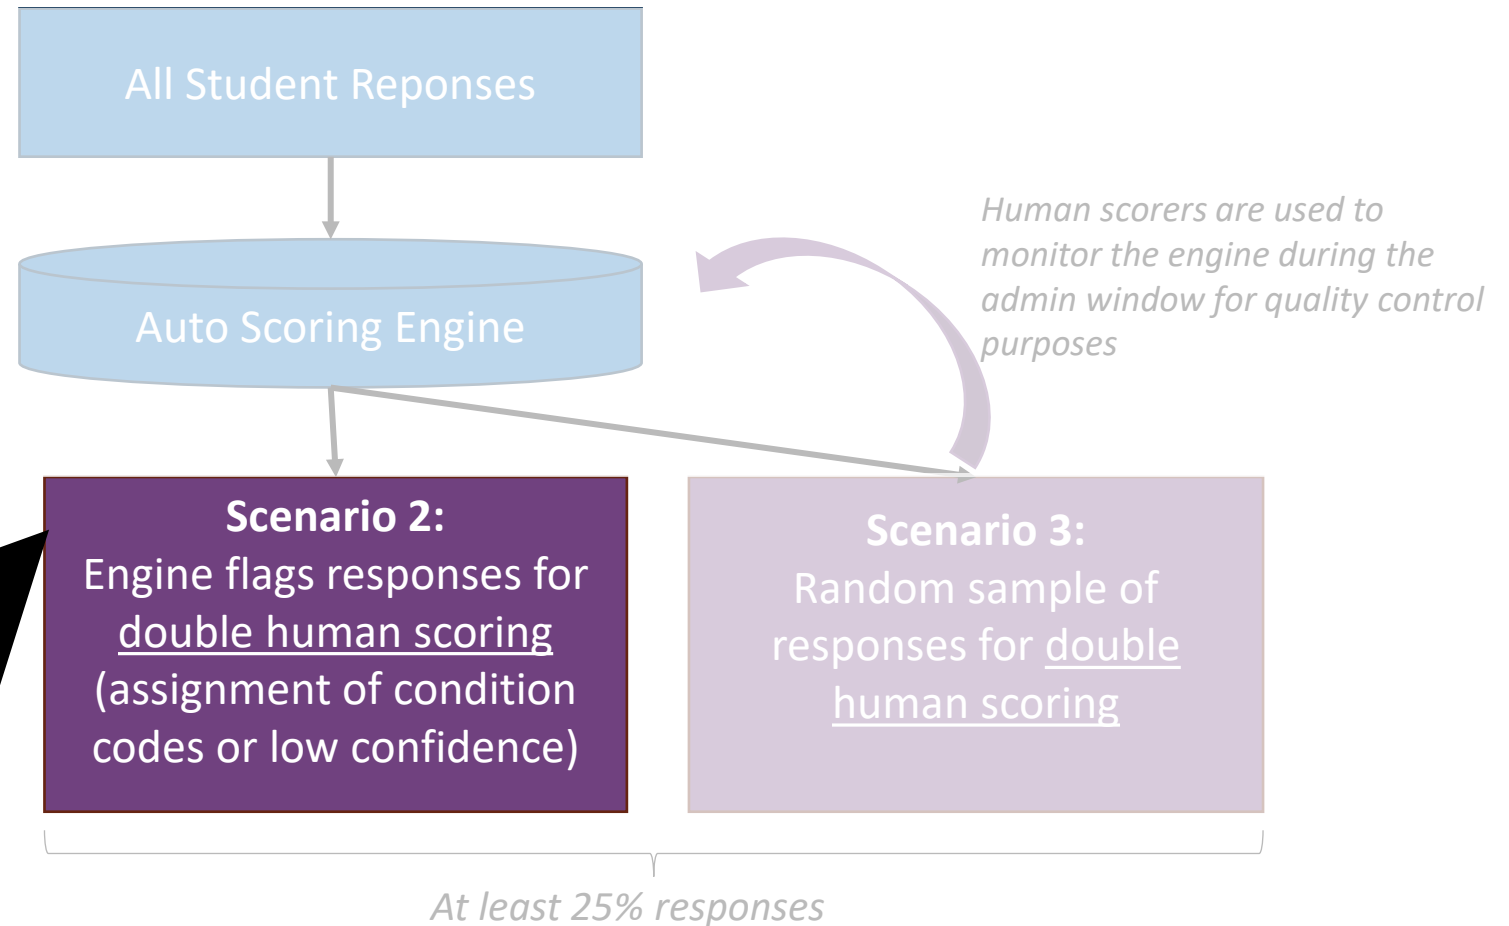 All Student Reponses
Auto Scoring Engine
Human scorers are used to
monitor the engine during the
admin window for quality control
purposes
Scenario 2:
Engine flags responses for
double human scoring
(assignment of condition
codes or low confidence)
Scenario 3:
Random sample of
responses for double
human scoring
At least 25% responses